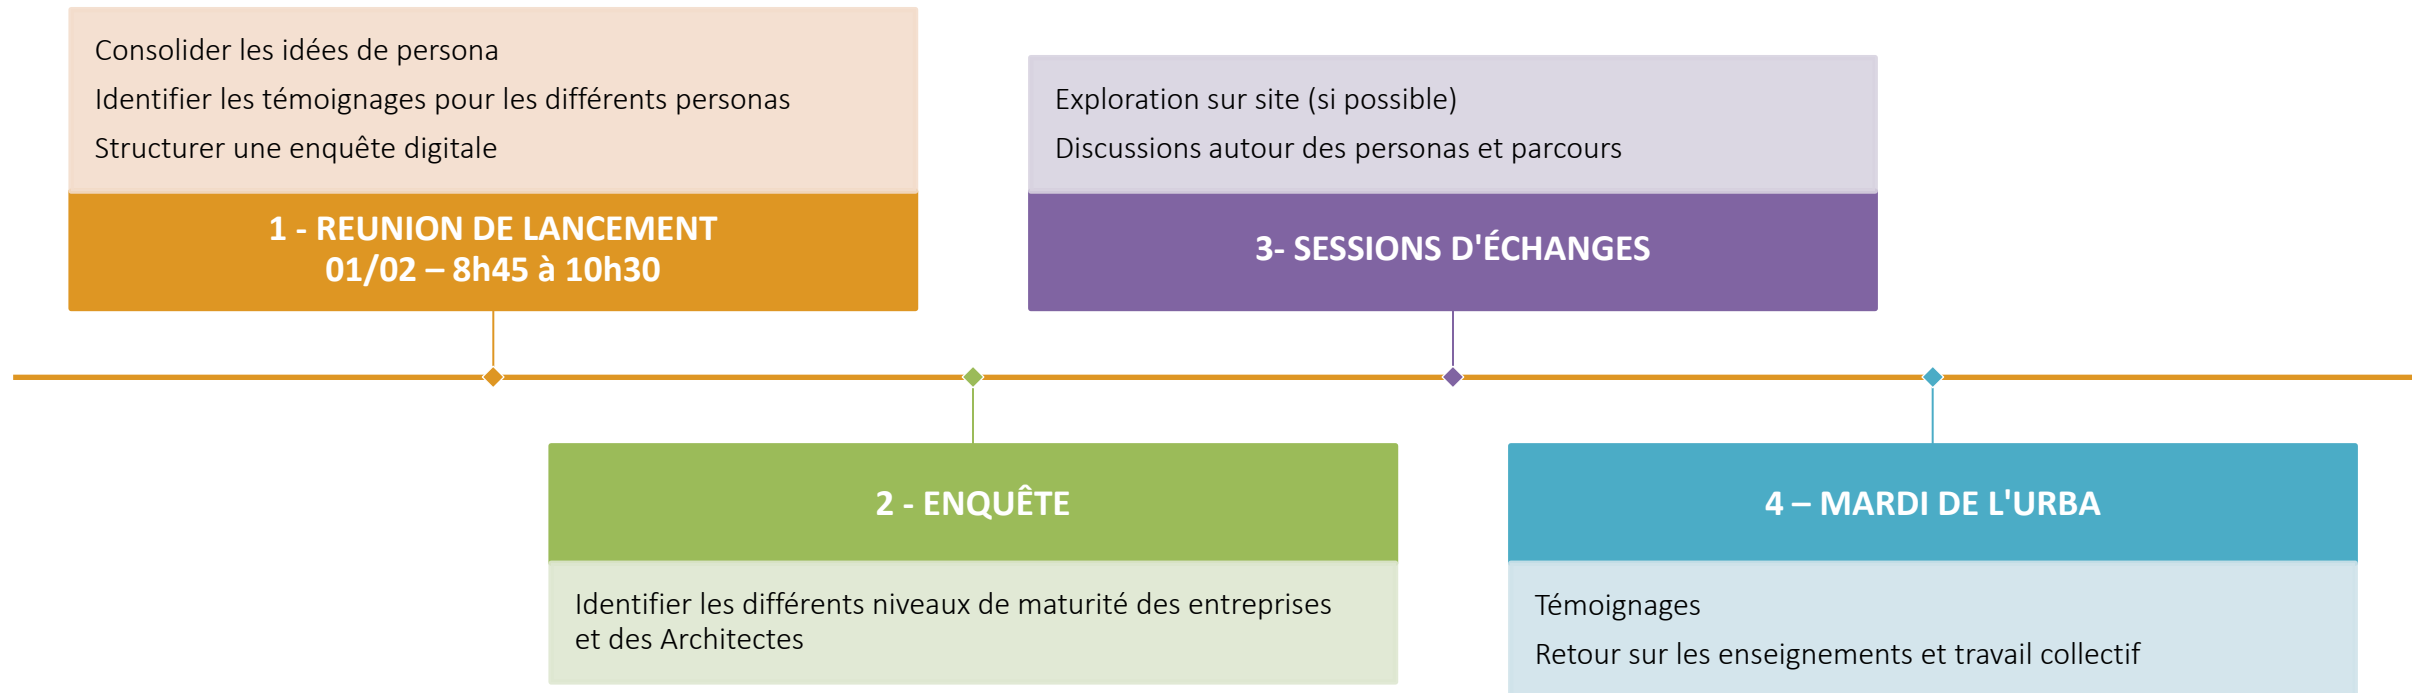 Consolider les idées de persona
Identifier les témoignages pour les différents personas
Structurer une enquête digitale
1 - REUNION DE LANCEMENT
01/02 – 8h45 à 10h30
2 - ENQUÊTE
Identifier les différents niveaux de maturité des entreprises
et des Architectes
Exploration sur site (si possible)
Discussions autour des personas et parcours
3- SESSIONS D'ÉCHANGES
4 – MARDI DE L'URBA
Témoignages
Retour sur les enseignements et travail collectif